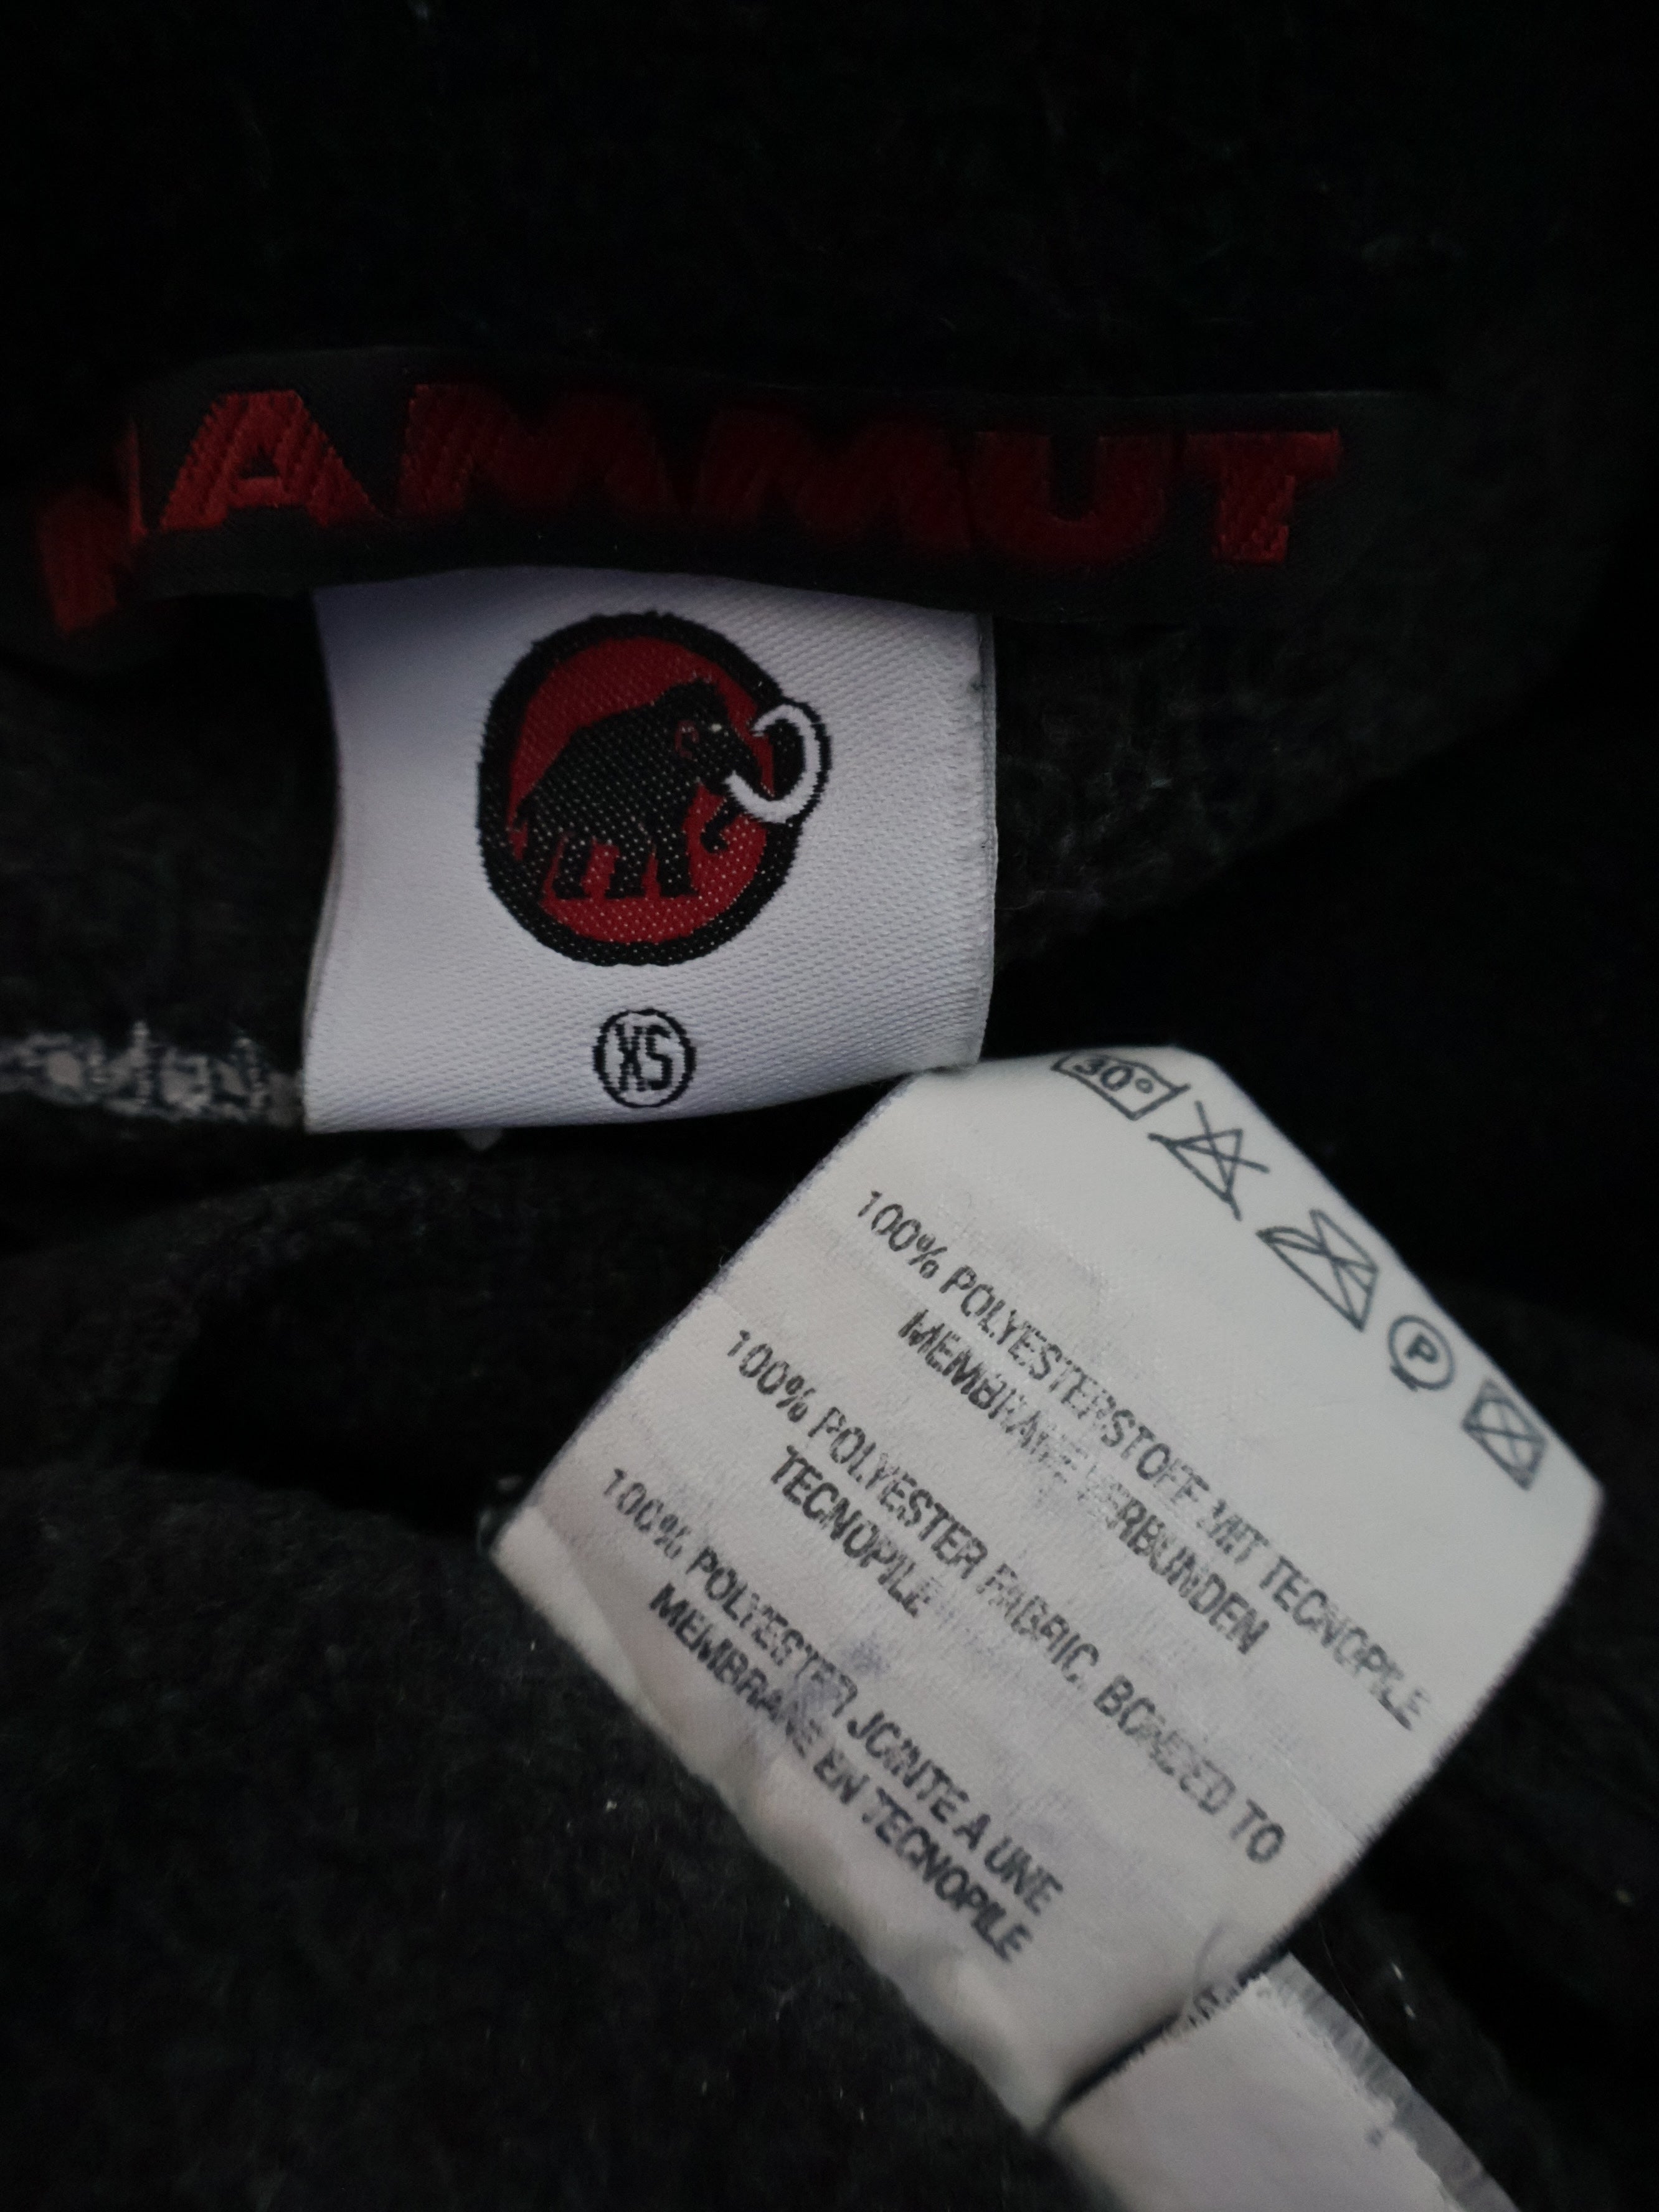 MAMMUT
XS
30°
P
100% POLYESTERSTOFF MIT TECNOPILE
MEMBRANE VERBUNDEN
100% POLYESTER FABRIC, BONDED TO
TECNOPILE
100% POLYESTER JOINTE A UNE
MEMBRANE EN TECNOPILE